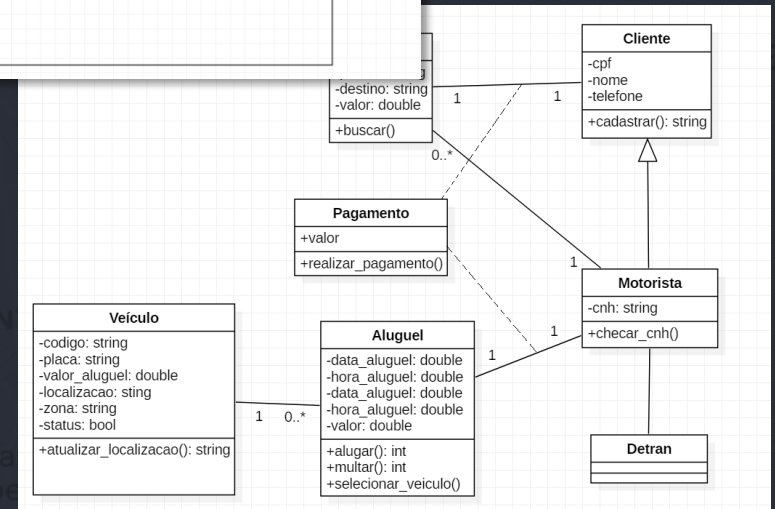 -destino: string
-valor: double
+buscar()
1
1
0..*
Cliente
-cpf
-nome
-telefone
+cadastrar(): string
Pagamento
+valor
+realizar_pagamento()
1
Motorista
-cnh: string
+checar_cnh()
Veículo
-codigo: string
-placa: string
-valor_aluguel: double
-localizacao: sting
-zona: string
-status: bool
+atualizar_localizacao(): string
1
0..*
Aluguel
-data_aluguel: double
-hora_aluguel: double
-data_aluguel: double
-hora_aluguel: double
-valor: double
+alugar(): int
+multar(): int
+selecionar_veiculo()
1
1
Detran